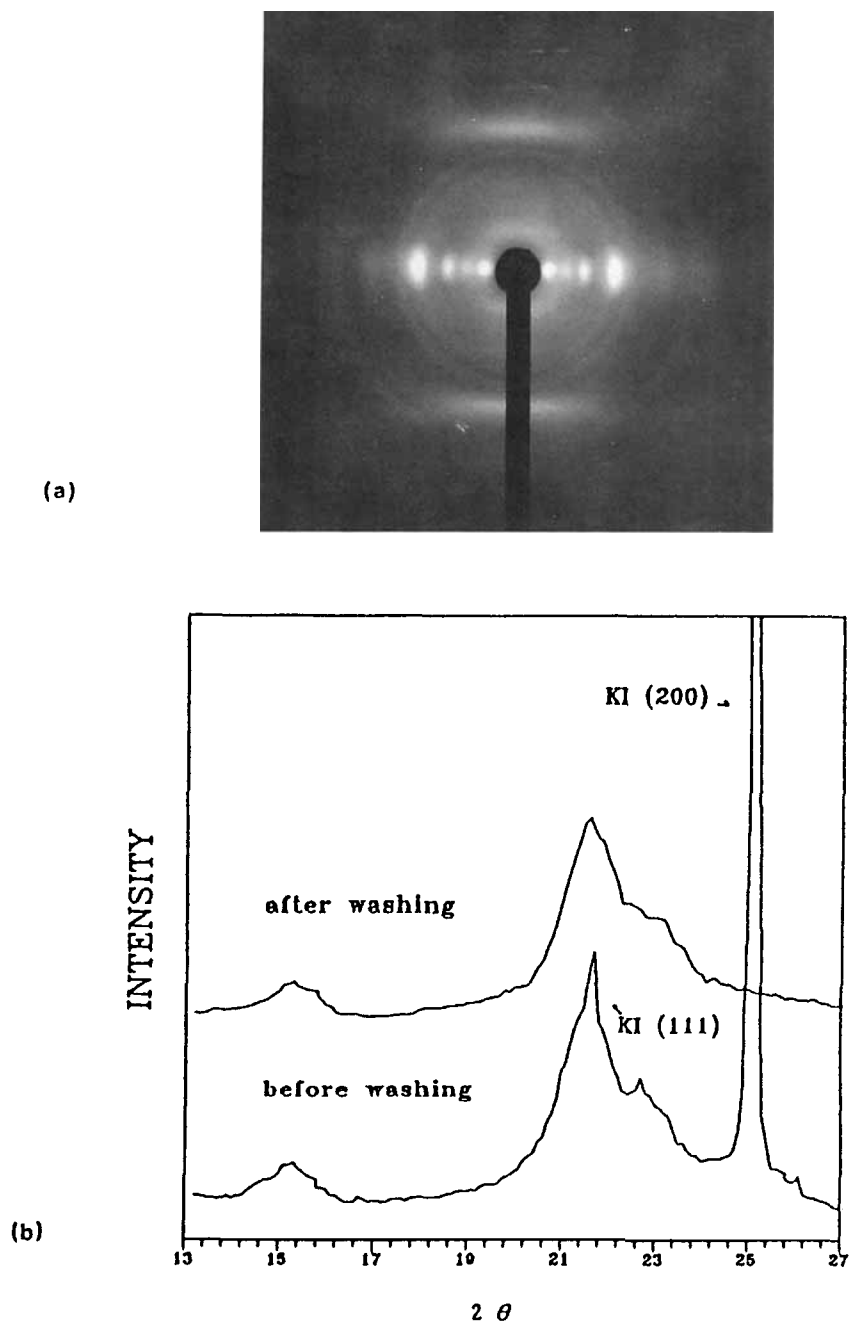 (a)
KI (200)
INTENSITY
after washing
KI (111)
before washing
(b)
13 15 17 19 21 23 25 27
2 θ